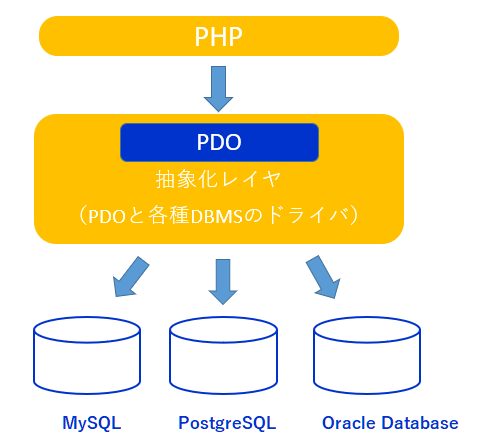 PHP
PDO
抽象化レイヤ
（PDOと各種DBMSのドライバ）
MySQL
PostgreSQL
Oracle Database